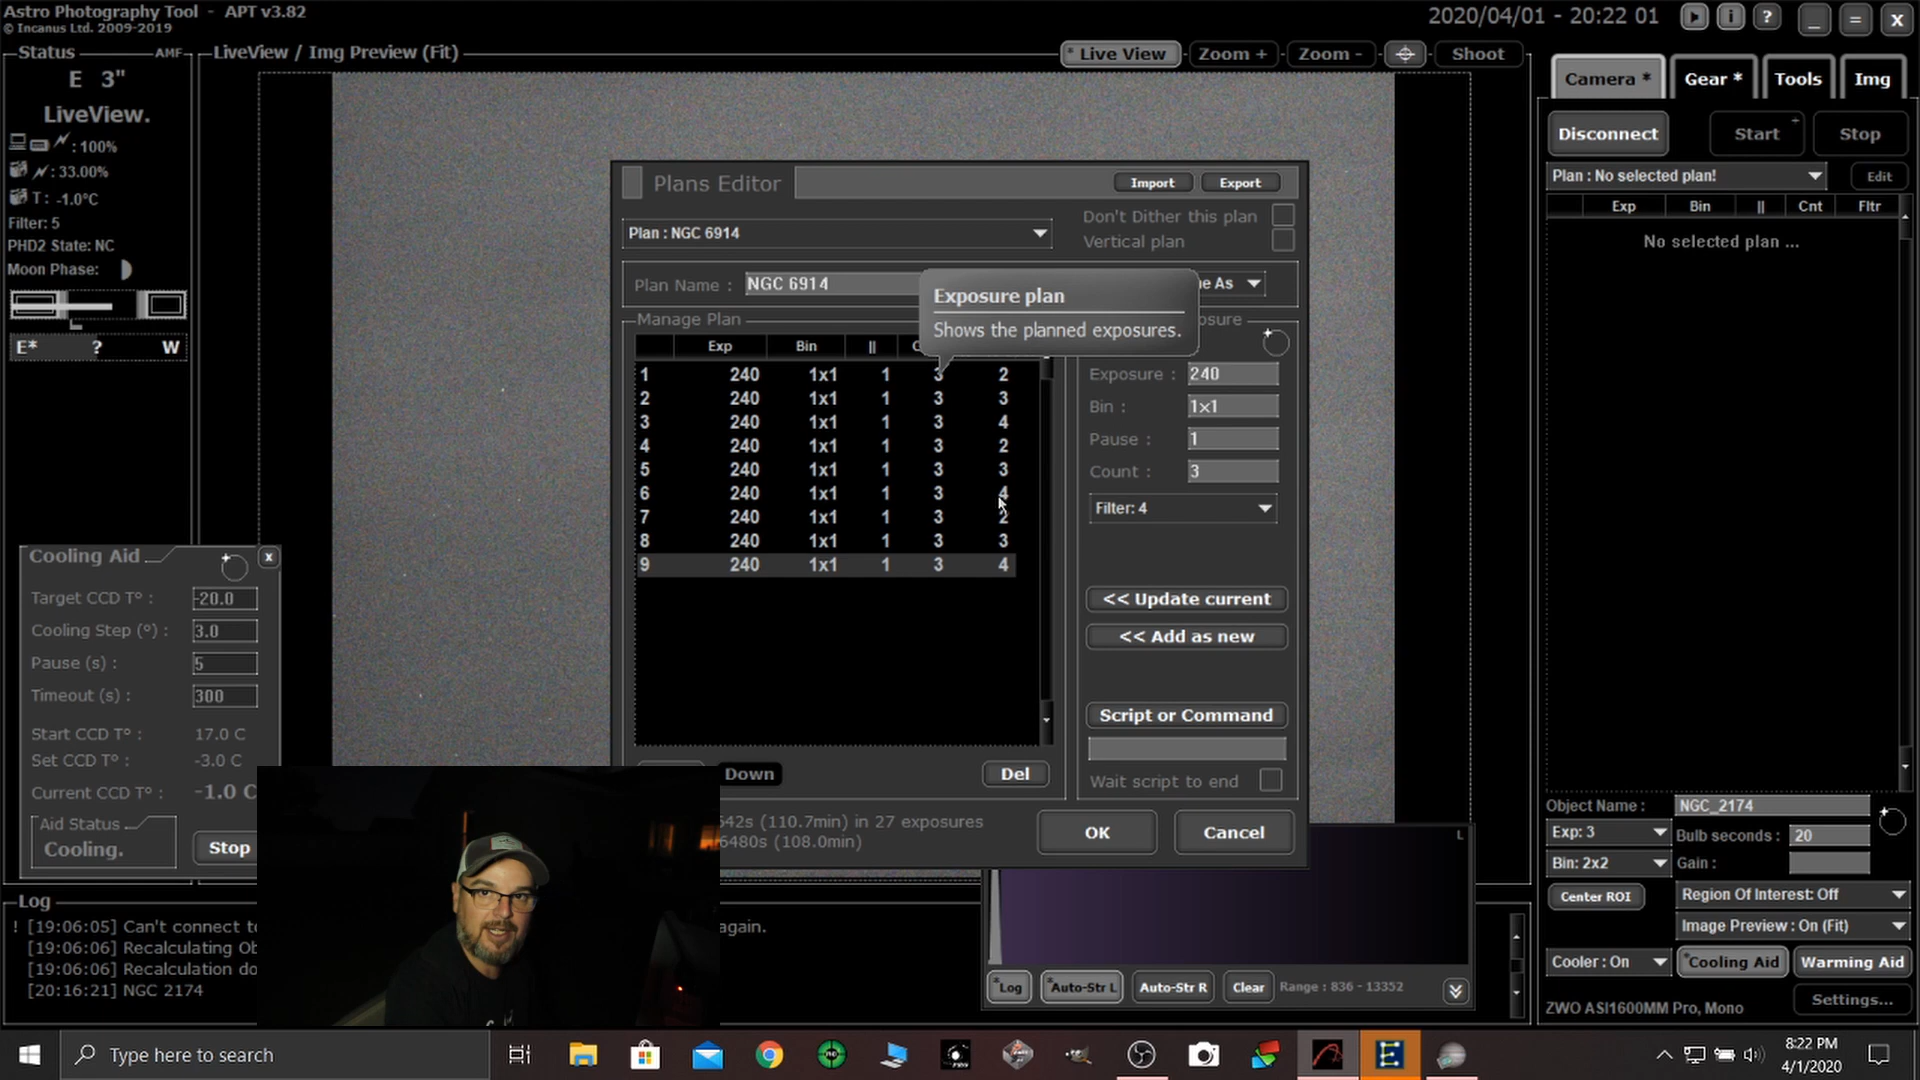 Astro Photography Tool - APT v3.82
© Incanus Ltd. 2009-2019
2020/04/01 - 20:22 01
i
?
_
=
X
Status
AMF
E 3"
LiveView.
: 100%
: 33.00%
T : -1.0°C
Filter: 5
PHD2 State: NC
Moon Phase:
E* ? W
LiveView / Img Preview (Fit)
* Live View
Zoom +
Zoom -
Shoot
Camera *
Gear *
Tools
Img
Disconnect
Start +
Stop
Plan : No selected plan!
Edit
Exp Bin || Cnt Fltr
No selected plan ...
Plans Editor
Import
Export
Plan : NGC 6914
Don't Dither this plan
Vertical plan
Plan Name : NGC 6914
e As
Exposure plan
Shows the planned exposures.
Manage Plan
osure
Exp Bin || C
1 240 1x1 1 3 2
2 240 1x1 1 3 3
3 240 1x1 1 3 4
4 240 1x1 1 3 2
5 240 1x1 1 3 3
6 240 1x1 1 3 4
7 240 1x1 1 3 2
8 240 1x1 1 3 3
9 240 1x1 1 3 4
Exposure : 240
Bin : 1x1
Pause : 1
Count : 3
Filter: 4
<< Update current
<< Add as new
Script or Command
Wait script to end
Down
Del
642s (110.7min) in 27 exposures
6480s (108.0min)
OK
Cancel
Cooling Aid
x
Target CCD T° : -20.0
Cooling Step (°) : 3.0
Pause (s) : 5
Timeout (s) : 300
Start CCD T° : 17.0 C
Set CCD T° : -3.0 C
Current CCD T° : -1.0 C
Aid Status
Cooling.
Stop
Log
! [19:06:05] Can't connect to
again.
[19:06:06] Recalculating Ob
[19:06:06] Recalculation do
[20:16:21] NGC 2174
L
*Log
*Auto-Str L
Auto-Str R
Clear
Range : 836 - 13352
Object Name : NGC_2174
Exp: 3
Bulb seconds : 20
Bin: 2x2
Gain :
Center ROI
Region Of Interest: Off
Image Preview : On (Fit)
Cooler : On
*Cooling Aid
Warming Aid
ZWO ASI1600MM Pro, Mono
Settings...
Type here to search
8:22 PM
4/1/2020